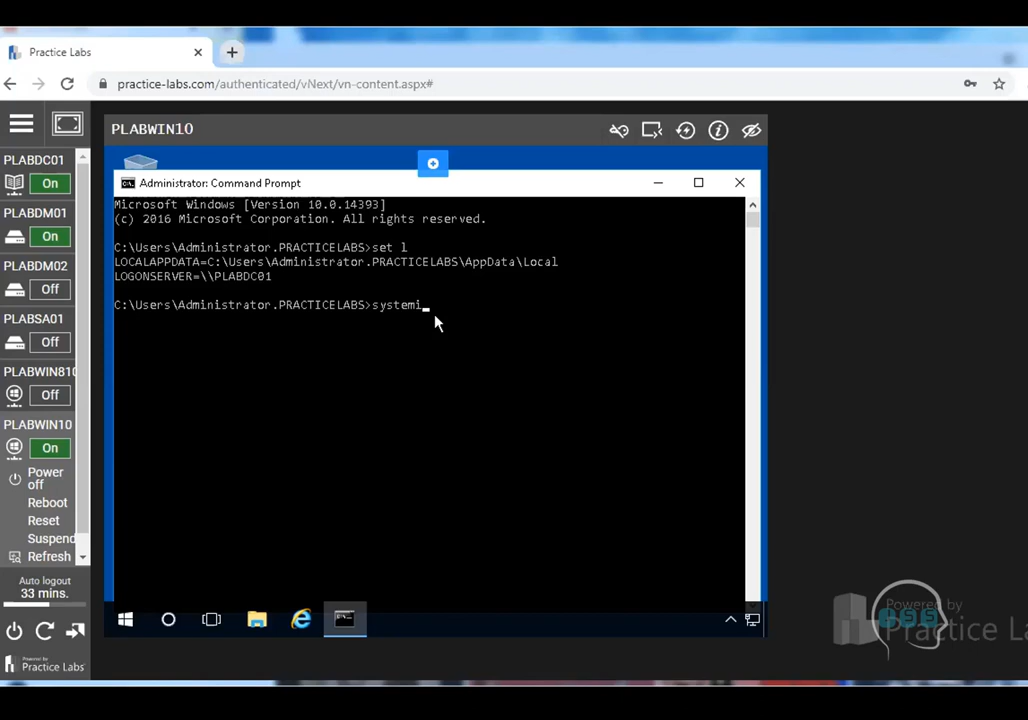 Practice Labs
practice-labs.com/authenticated/vNext/vn-content.aspx#
PLABWIN10
PLABDC01
On
PLABDM01
On
PLABDM02
Off
PLABSA01
Off
PLABWIN810
Off
PLABWIN10
On
Power off
Reboot
Reset
Suspend
Refresh
Auto logout
33 mins.
Powered by
Practice Labs
Administrator: Command Prompt
Microsoft Windows [Version 10.0.14393]
(c) 2016 Microsoft Corporation. All rights reserved.
C:\Users\Administrator.PRACTICELABS>set l
LOCALAPPDATA=C:\Users\Administrator.PRACTICELABS\AppData\Local
LOGONSERVER=\\PLABDC01
C:\Users\Administrator.PRACTICELABS>systemi
Powered by
Practice La